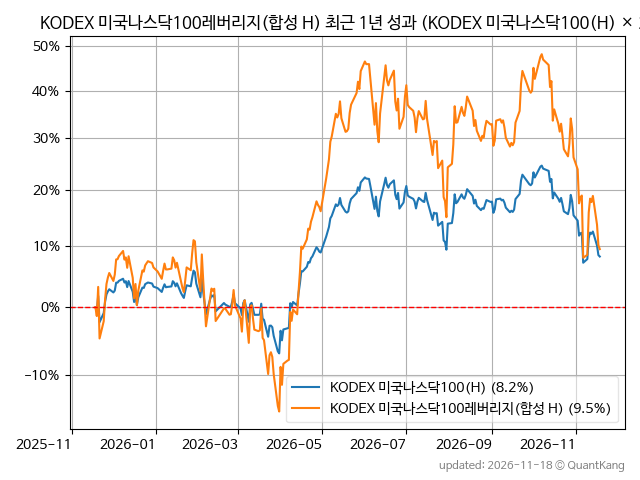 KODEX 미국나스닥100레버리지(합성 H) 최근 1년 성과 (KODEX 미국나스닥100(H) ×
50%
40%
30%
20%
10%
0%
−10%
KODEX 미국나스닥100(H) (8.2%)
KODEX 미국나스닥100레버리지(합성 H) (9.5%)
2025-11 2026-01 2026-03 2026-05 2026-07 2026-09 2026-11
updated: 2026-11-18 © QuantKang